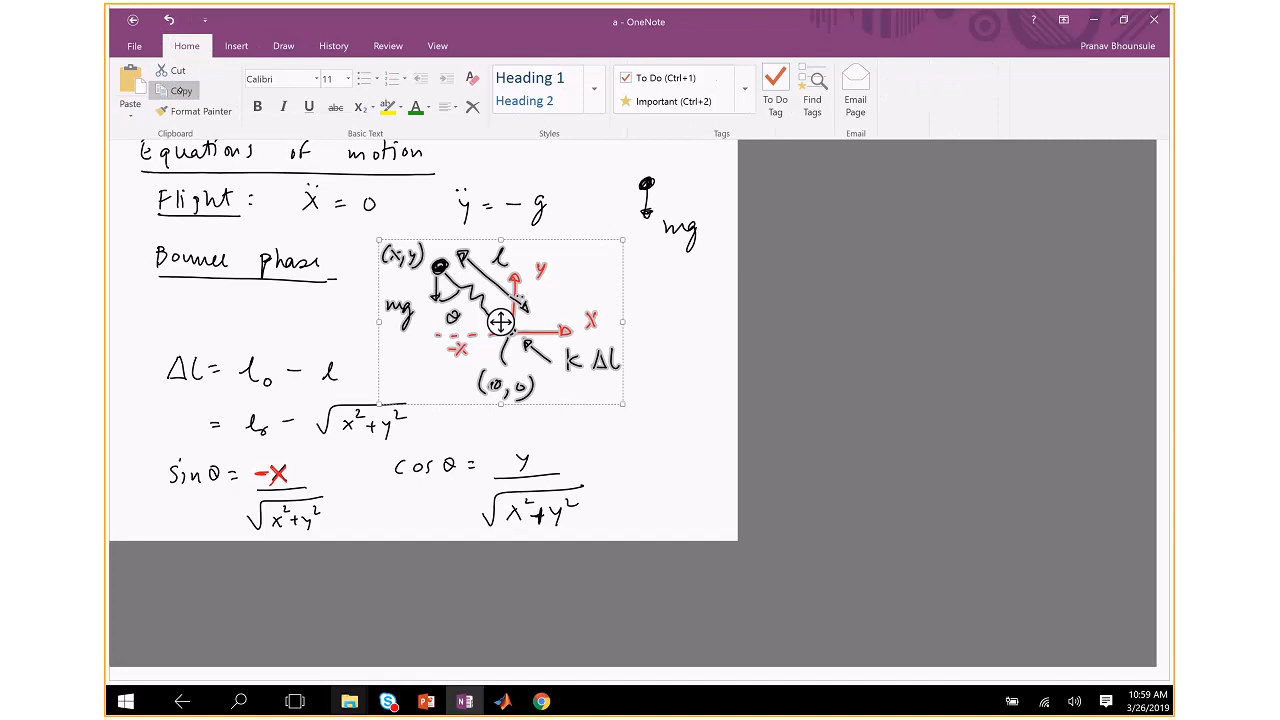 a - OneNote
?
File Home Insert Draw History Review View
Pranav Bhounsule
Paste
Cut
Copy
Format Painter
Clipboard
Calibri 11
B I U abc X₂ A
Basic Text
Heading 1
Heading 2
Styles
To Do (Ctrl+1)
Important (Ctrl+2)
To Do Tag
Find Tags
Tags
Email Page
Email
Equations of motion
Flight : ẍ = 0 ÿ = - g
mg
Bounce phase
(x,y) l y
mg θ x
-x
k Δl
(0,0)
Δl = l₀ - l
= l₀ - √x²+y²
sin θ = -x / √x²+y²
cos θ = y / √x²+y²
10:59 AM
3/26/2019